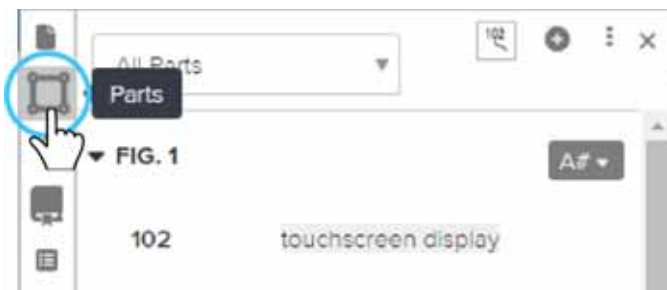 102
All Parts
Parts
FIG. 1
A#
102 touchscreen display